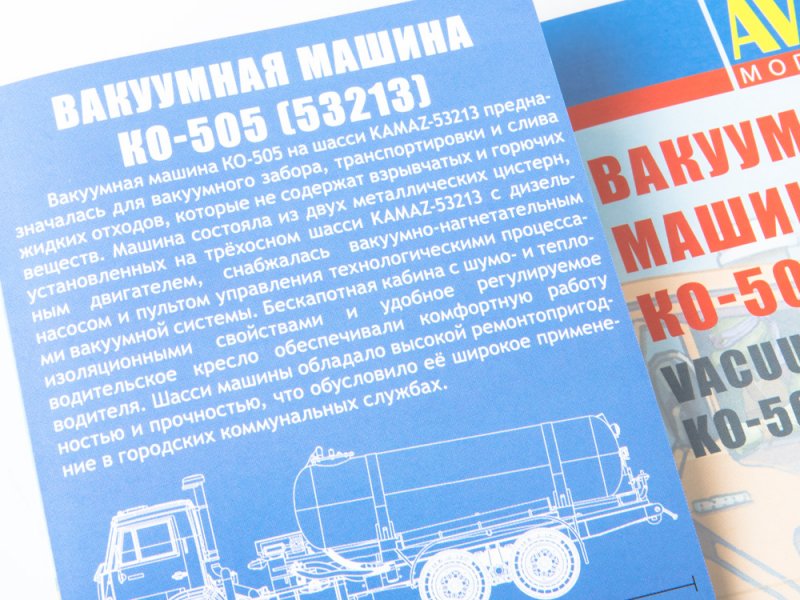 ВАКУУМНАЯ МАШИНА
КО-505 (53213)
Вакуумная машина КО-505 на шасси KAMAZ-53213 предна-
значалась для вакуумного забора, транспортировки и слива
жидких отходов, которые не содержат взрывчатых и горючих
веществ. Машина состояла из двух металлических цистерн,
установленных на трёхосном шасси KAMAZ-53213 с дизель-
ным двигателем, снабжалась вакуумно-нагнетательным
насосом и пультом управления технологическими процесса-
ми вакуумной системы. Бескапотная кабина с шумо- и тепло-
изоляционными свойствами и удобное регулируемое
водительское кресло обеспечивали комфортную работу
водителя. Шасси машины обладало высокой ремонтопригод-
ностью и прочностью, что обусловило её широкое примене-
ние в городских коммунальных службах.
AV
MOD
ВАКУУМ
МАШИН
КО-50
VACUU
KO-50